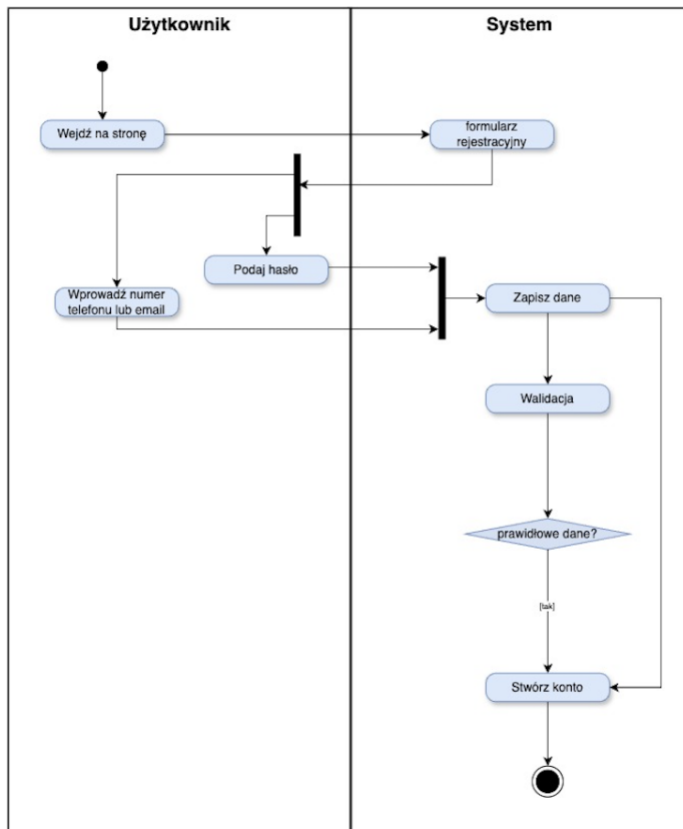 Użytkownik
System
Wejdź na stronę
formularz
rejestracyjny
Podaj hasło
Wprowadź numer
telefonu lub email
Zapisz dane
Walidacja
prawidłowe dane?
[tak]
Stwórz konto